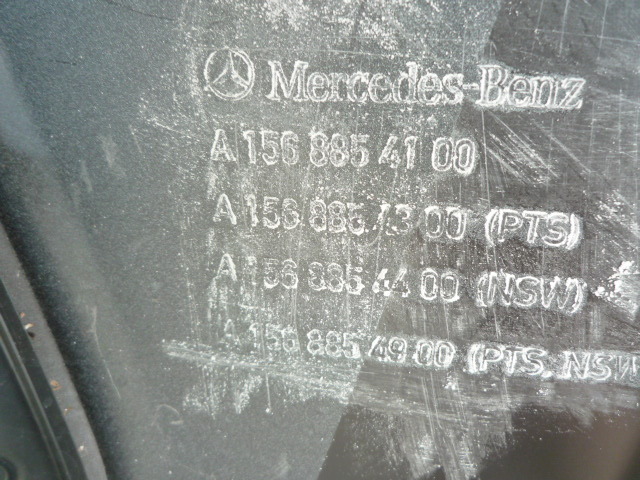 Mercedes-Benz
A 156 885 41 00
A 156 885 43 00 (PTS)
A 156 885 44 00 (NSW)
A 156 885 49 00 (PTS, NSW